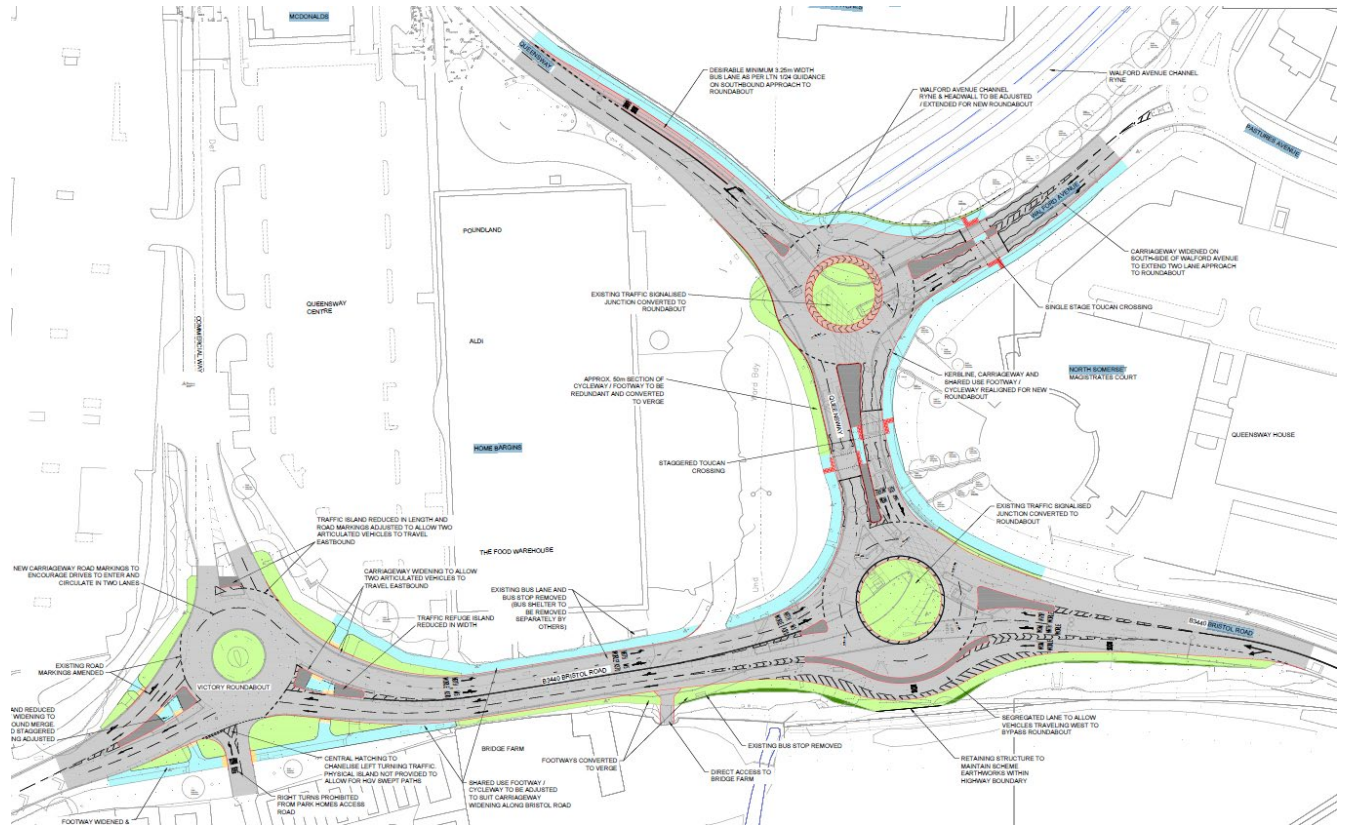 MCDONALDS
QUEENSWAY
DESIRABLE MINIMUM 3.25m WIDTH
BUS LANE AS PER LTN 1/24 GUIDANCE
ON SOUTHBOUND APPROACH TO
ROUNDABOUT
WALFORD AVENUE CHANNEL
RYNE & HEADWALL TO BE ADJUSTED
/ EXTENDED FOR NEW ROUNDABOUT
WALFORD AVENUE CHANNEL
RYNE
PASTURES AVENUE
WALFORD AVENUE
CARRIAGEWAY WIDENED ON
SOUTH-SIDE OF WALFORD AVENUE
TO EXTEND TWO LANE APPROACH
TO ROUNDABOUT
SINGLE STAGE TOUCAN CROSSING
POUNDLAND
QUEENSWAY
CENTRE
COMMERCIAL WAY
ALDI
HOME BARGINS
THE FOOD WAREHOUSE
EXISTING TRAFFIC SIGNALISED
JUNCTION CONVERTED TO
ROUNDABOUT
APPROX. 50m SECTION OF
CYCLEWAY / FOOTWAY TO BE
REDUNDANT AND CONVERTED
TO VERGE
Ward Bdy
Und
QUEENSWAY
KERBLINE, CARRIAGEWAY AND
SHARED USE FOOTWAY /
CYCLEWAY REALIGNED FOR NEW
ROUNDABOUT
NORTH SOMERSET
MAGISTRATES COURT
QUEENSWAY HOUSE
STAGGERED TOUCAN
CROSSING
EXISTING TRAFFIC SIGNALISED
JUNCTION CONVERTED TO
ROUNDABOUT
TRAFFIC ISLAND REDUCED IN LENGTH AND
ROAD MARKINGS ADJUSTED TO ALLOW TWO
ARTICULATED VEHICLES TO TRAVEL
EASTBOUND
NEW CARRIAGEWAY ROAD MARKINGS TO
ENCOURAGE DRIVES TO ENTER AND
CIRCULATE IN TWO LANES
CARRIAGEWAY WIDENING TO ALLOW
TWO ARTICULATED VEHICLES TO
TRAVEL EASTBOUND
TRAFFIC REFUGE ISLAND
REDUCED IN WIDTH
EXISTING BUS LANE AND
BUS STOP REMOVED
(BUS SHELTER TO
BE REMOVED
SEPARATELY BY
OTHERS)
B3440 BRISTOL ROAD
B3440 BRISTOL ROAD
EXISTING ROAD
MARKINGS AMENDED
VICTORY ROUNDABOUT
AND REDUCED
WIDENING TO
OUND MERGE.
D STAGGERED
NG ADJUSTED
BRIDGE FARM
CENTRAL HATCHING TO
CHANELISE LEFT TURNING TRAFFIC.
PHYSICAL ISLAND NOT PROVIDED TO
ALLOW FOR HGV SWEPT PATHS
RIGHT TURNS PROHIBITED
FROM PARK HOMES ACCESS
ROAD
FOOTWAY WIDENED &
SHARED USE FOOTWAY /
CYCLEWAY TO BE ADJUSTED
TO SUIT CARRIAGEWAY
WIDENING ALONG BRISTOL ROAD
FOOTWAYS CONVERTED
TO VERGE
EXISTING BUS STOP REMOVED
DIRECT ACCESS TO
BRIDGE FARM
SEGREGATED LANE TO ALLOW
VEHICLES TRAVELING WEST TO
BYPASS ROUNDABOUT
RETAINING STRUCTURE TO
MAINTAIN SCHEME
EARTHWORKS WITHIN
HIGHWAY BOUNDARY